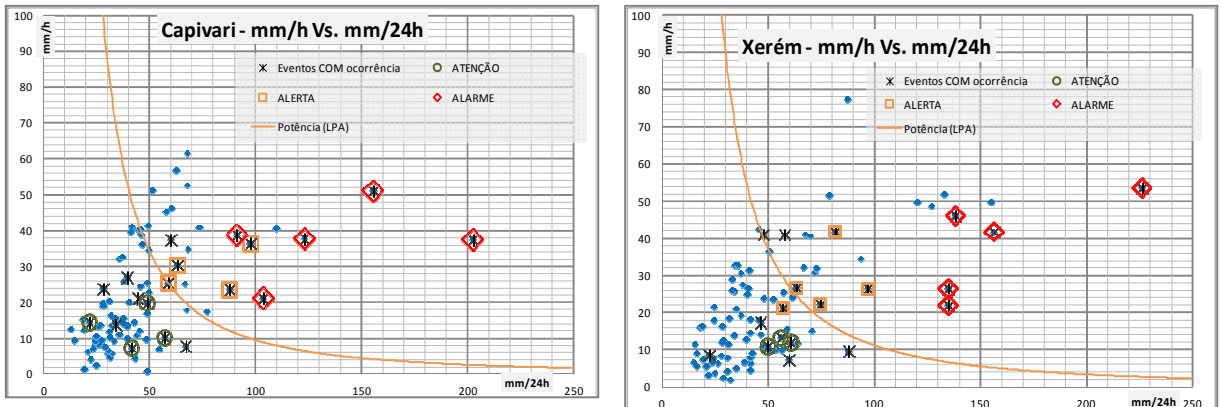 Capivari - mm/h Vs. mm/24h
mm/h
Eventos COM ocorrência
ATENÇÃO
ALERTA
ALARME
Potência (LPA)
100
90
80
70
60
50
40
30
20
10
0
0 50 100 150 200 250
mm/24h
Xerém - mm/h Vs. mm/24h
mm/h
Eventos COM ocorrência
ATENÇÃO
ALERTA
ALARME
Potência (LPA)
100
90
80
70
60
50
40
30
20
10
0
0 50 100 150 200 250
mm/24h